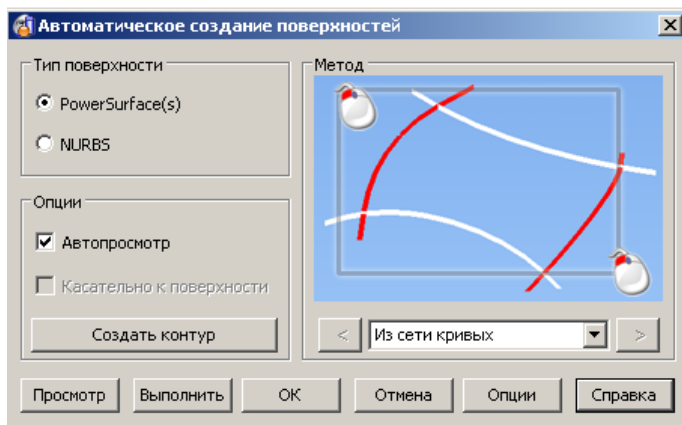 Автоматическое создание поверхностей
Тип поверхности
PowerSurface(s)
NURBS
Опции
Автопросмотр
Касательно к поверхности
Создать контур
Метод
< Из сети кривых >
Просмотр Выполнить ОК Отмена Опции Справка